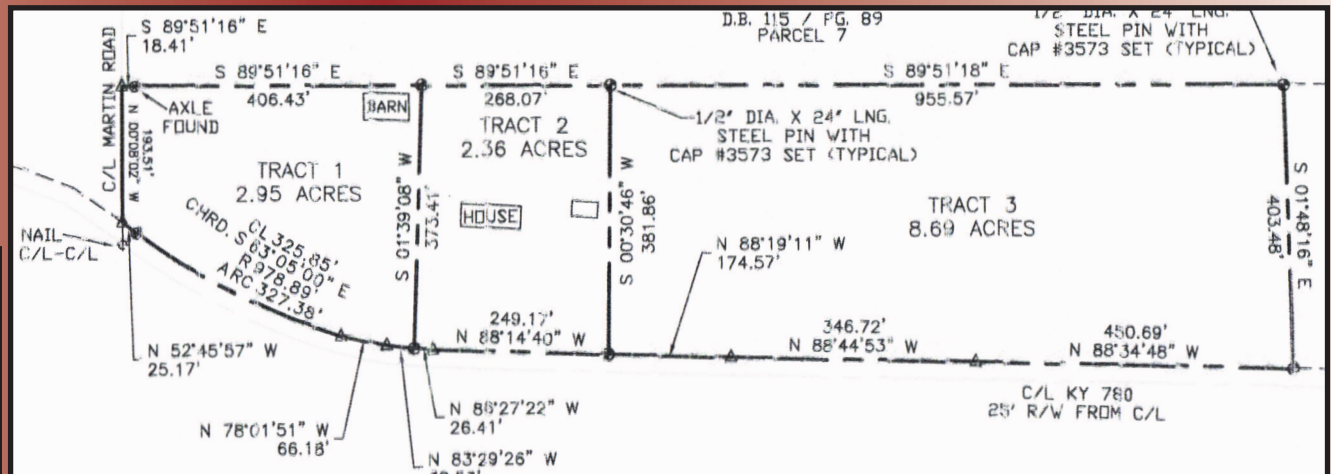 S 89°51'16" E
18.41'
D.B. 115 / PG. 89
PARCEL 7
1/2" DIA. X 24" LNG.
STEEL PIN WITH
CAP #3573 SET (TYPICAL)
C/L MARTIN ROAD
S 89°51'16" E
406.43'
S 89°51'16" E
268.07'
S 89°51'18" E
955.57'
AXLE
FOUND
BARN
N 00°08'02" W
193.51'
TRACT 1
2.95 ACRES
TRACT 2
2.36 ACRES
1/2" DIA. X 24" LNG.
STEEL PIN WITH
CAP #3573 SET (TYPICAL)
TRACT 3
8.69 ACRES
S 01°39'08" W
373.41'
HOUSE
S 00°30'46" W
381.86'
S 01°48'16" E
403.48'
NAIL
C/L-C/L
CL 325.85'
CHRD. S 63°05'00" E
R 978.89'
ARC 327.38'
N 88°19'11" W
174.57'
249.17'
N 88°14'40" W
346.72'
N 88°44'53" W
450.69'
N 88°34'48" W
N 52°45'57" W
25.17'
C/L KY 780
25' R/W FROM C/L
N 86°27'22" W
26.41'
N 78°01'51" W
66.18'
N 83°29'26" W